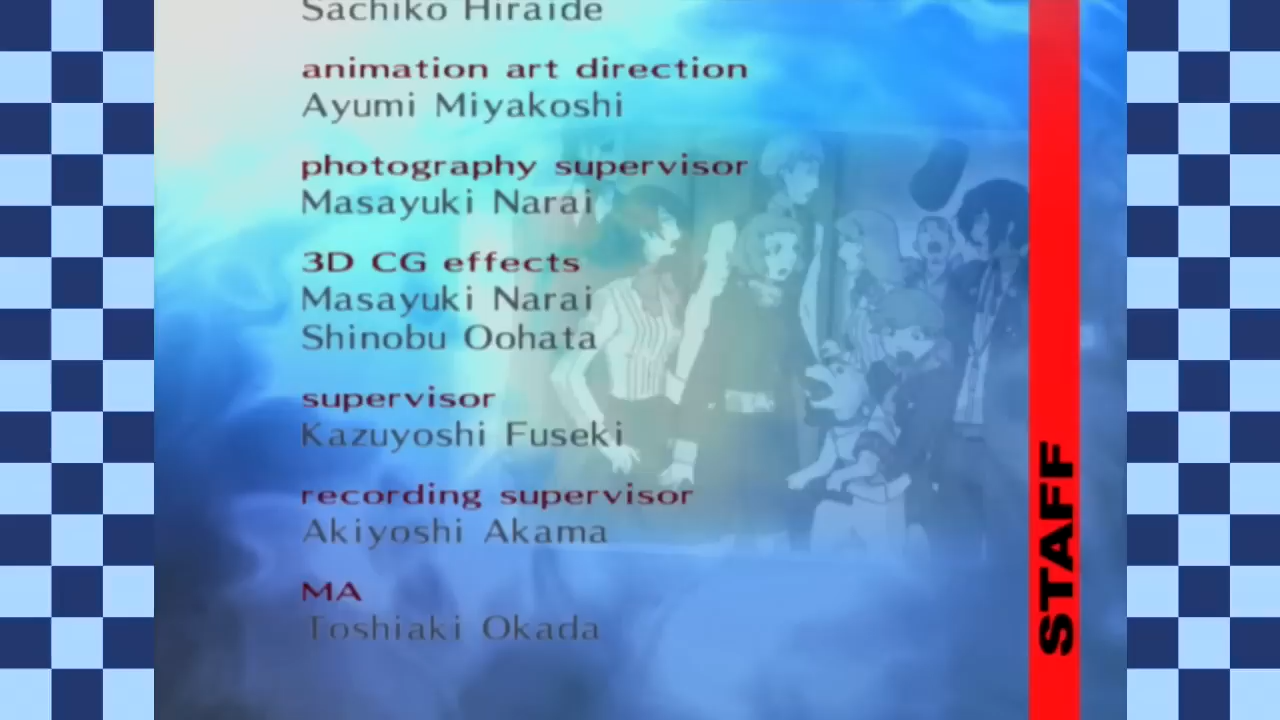 Sachiko Hiraide
animation art direction
Ayumi Miyakoshi
photography supervisor
Masayuki Narai
3D CG effects
Masayuki Narai
Shinobu Oohata
supervisor
Kazuyoshi Fuseki
recording supervisor
Akiyoshi Akama
MA
Toshiaki Okada
STAFF